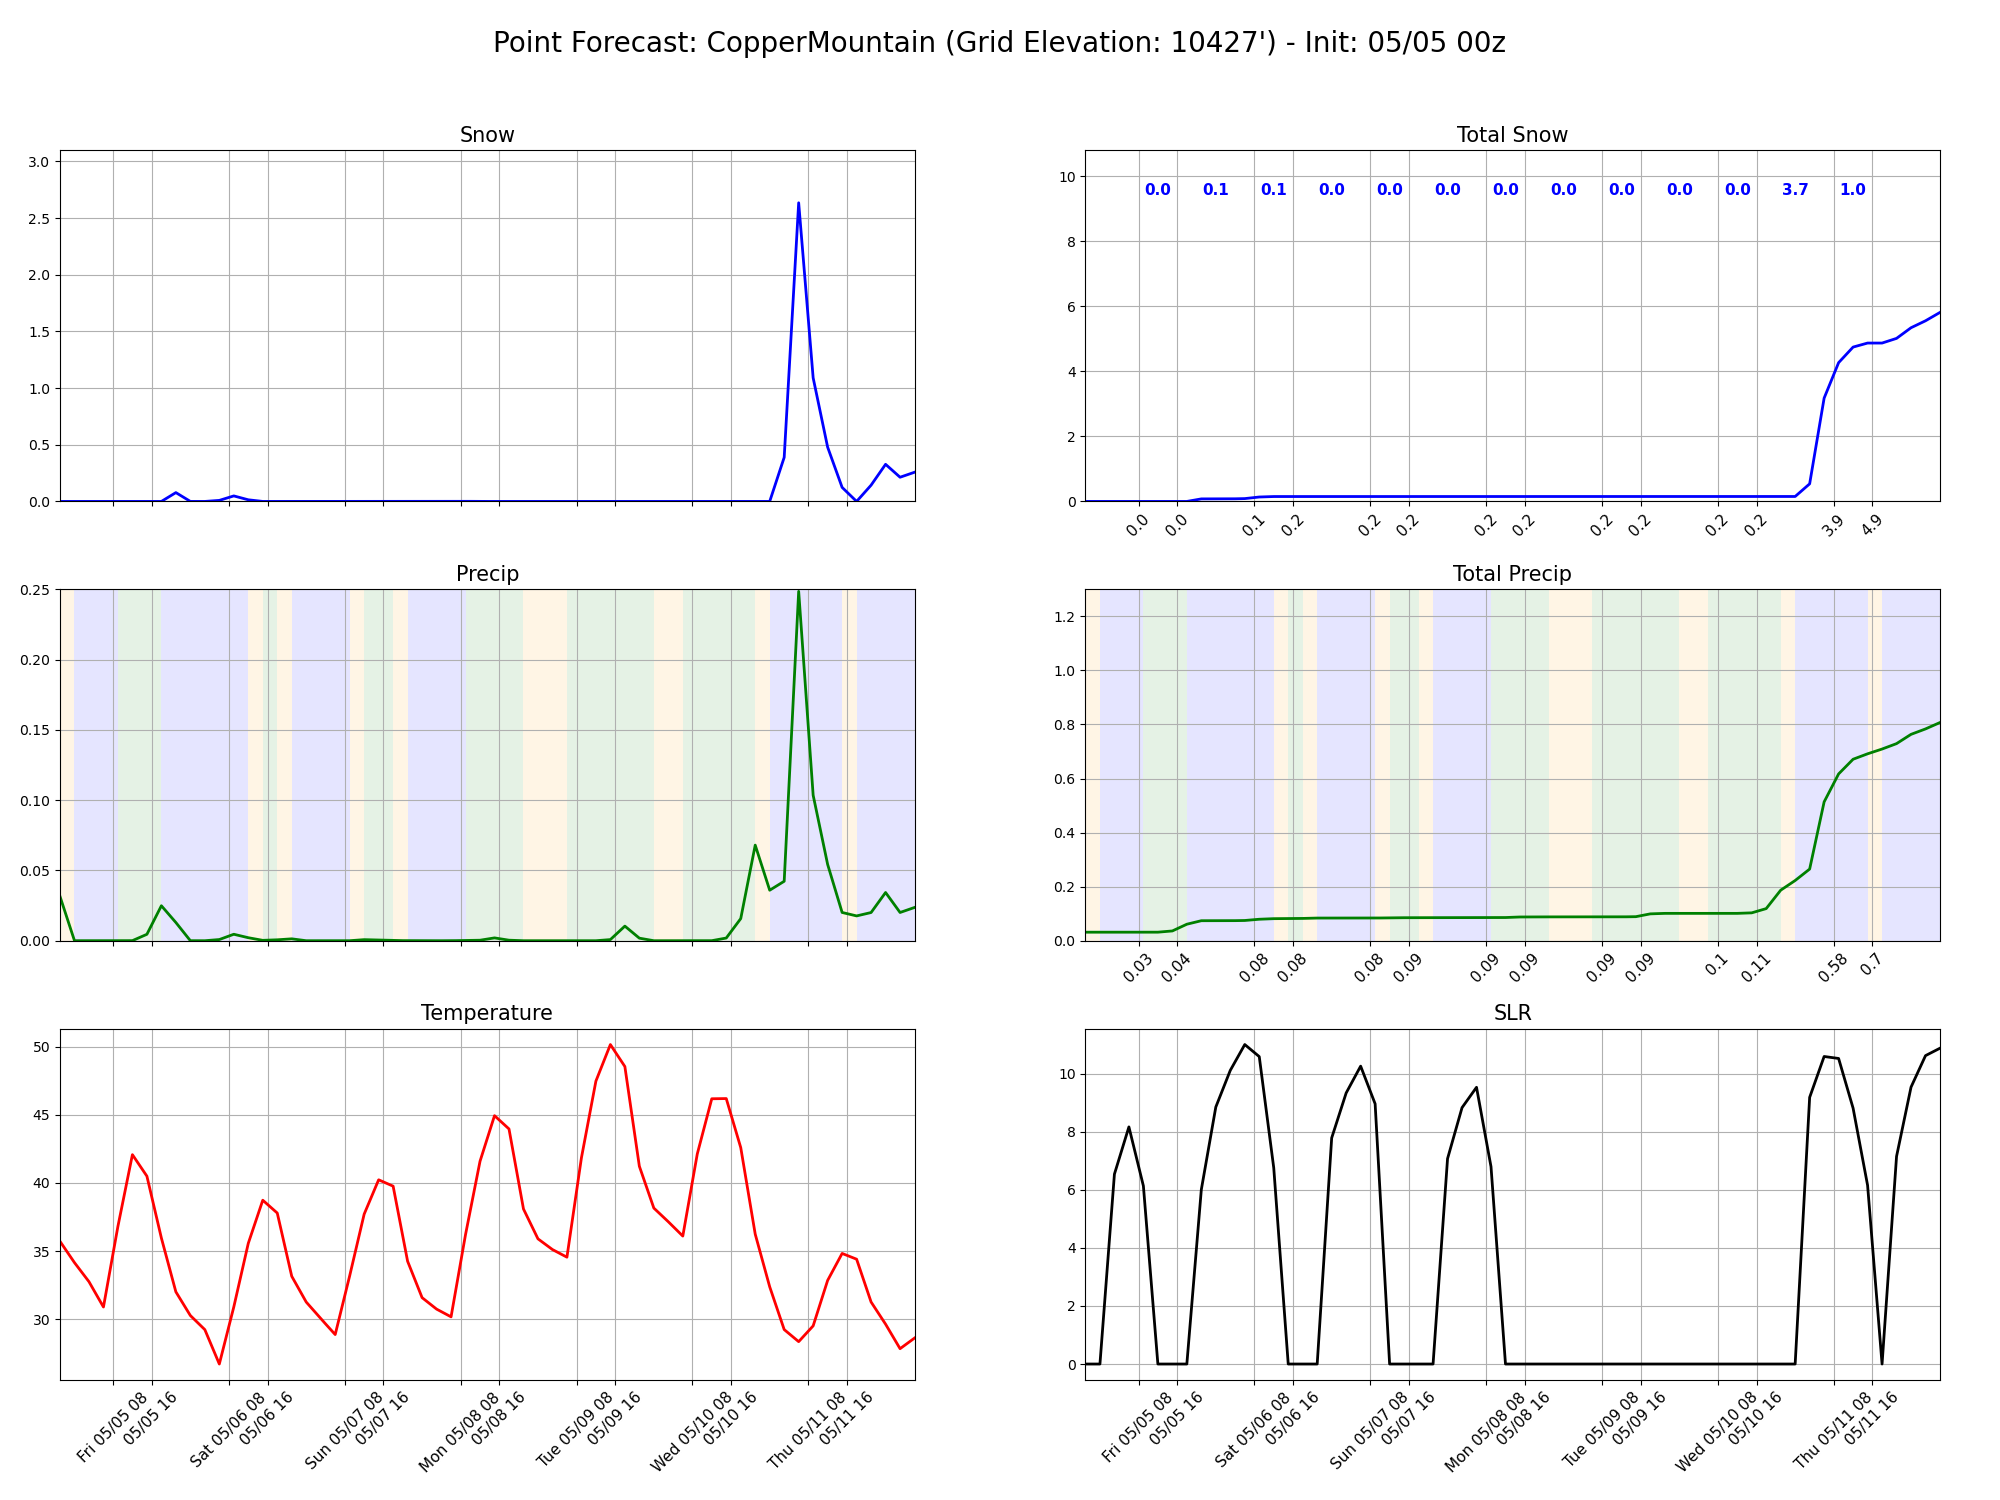 Point Forecast: CopperMountain (Grid Elevation: 10427') - Init: 05/05 00z
Snow
3.0
2.5
2.0
1.5
1.0
0.5
0.0
Total Snow
10
8
6
4
2
0
0.0 0.1 0.1 0.0 0.0 0.0 0.0 0.0 0.0 0.0 0.0 3.7 1.0
0.0 0.0 0.1 0.2 0.2 0.2 0.2 0.2 0.2 0.2 0.2 0.2 3.9 4.9
Precip
0.25
0.20
0.15
0.10
0.05
0.00
Total Precip
1.2
1.0
0.8
0.6
0.4
0.2
0.0
0.03 0.04 0.08 0.08 0.08 0.09 0.09 0.09 0.09 0.09 0.1 0.11 0.58 0.7
Temperature
50
45
40
35
30
Fri 05/05 08
05/05 16
Sat 05/06 08
05/06 16
Sun 05/07 08
05/07 16
Mon 05/08 08
05/08 16
Tue 05/09 08
05/09 16
Wed 05/10 08
05/10 16
Thu 05/11 08
05/11 16
SLR
10
8
6
4
2
0
Fri 05/05 08
05/05 16
Sat 05/06 08
05/06 16
Sun 05/07 08
05/07 16
Mon 05/08 08
05/08 16
Tue 05/09 08
05/09 16
Wed 05/10 08
05/10 16
Thu 05/11 08
05/11 16